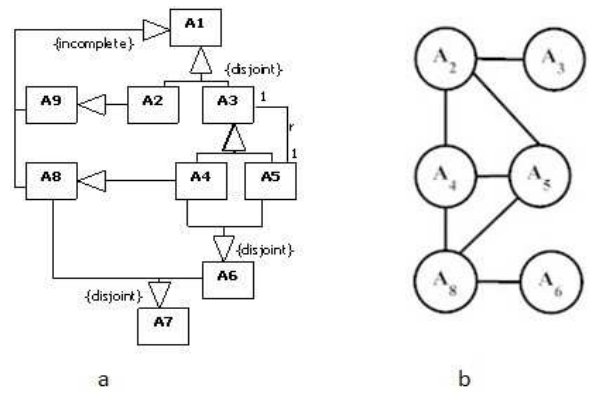 A1
{incomplete}
{disjoint}
A9
A2
A3
1
r
A8
A4
A5
1
{disjoint}
A6
{disjoint}
A7
a
A2
A3
A4
A5
A8
A6
b